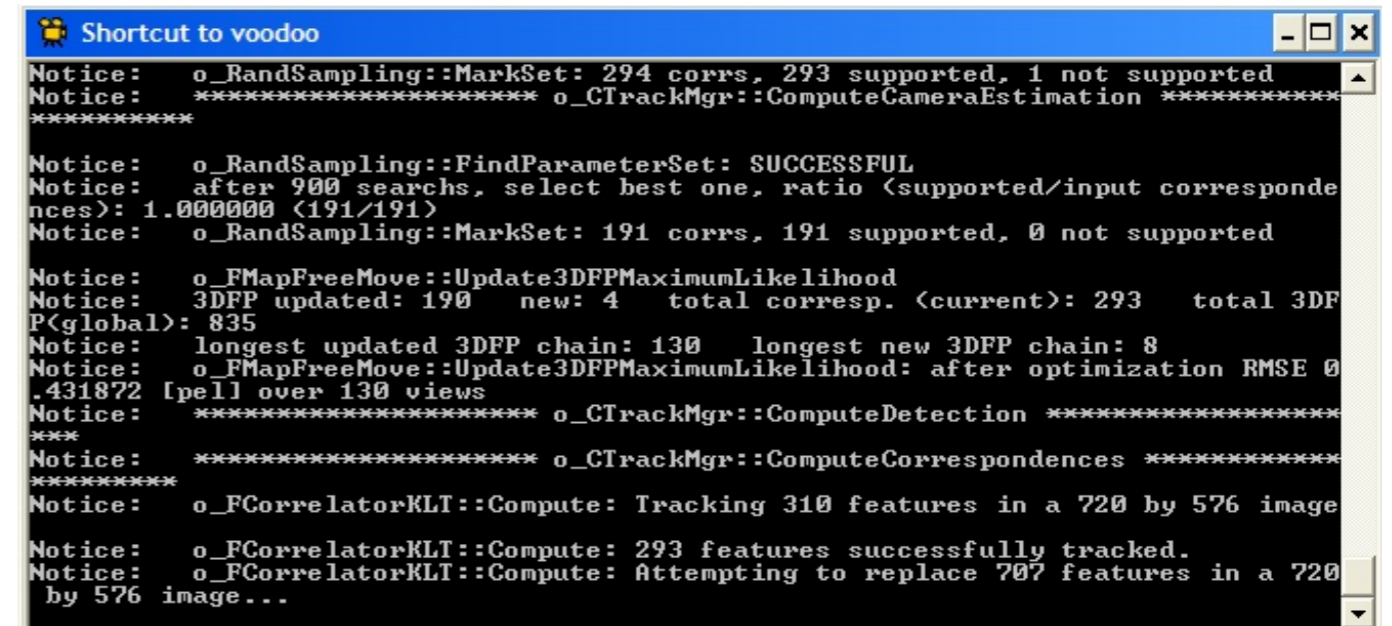 Shortcut to voodoo
Notice:   o_RandSampling::MarkSet: 294 corrs, 293 supported, 1 not supported
Notice:   ********************* o_CTrackMgr::ComputeCameraEstimation ***********
**********
Notice:   o_RandSampling::FindParameterSet: SUCCESSFUL
Notice:   after 900 searchs, select best one, ratio (supported/input corresponde
nces): 1.000000 (191/191)
Notice:   o_RandSampling::MarkSet: 191 corrs, 191 supported, 0 not supported
Notice:   o_FMapFreeMove::Update3DFPMaximumLikelihood
Notice:   3DFP updated: 190   new: 4   total corresp. (current): 293   total 3DF
P(global): 835
Notice:   longest updated 3DFP chain: 130   longest new 3DFP chain: 8
Notice:   o_FMapFreeMove::Update3DFPMaximumLikelihood: after optimization RMSE 0
.431872 [pel] over 130 views
Notice:   ********************* o_CTrackMgr::ComputeDetection ******************
***
Notice:   ********************* o_CTrackMgr::ComputeCorrespondences ************
*********
Notice:   o_FCorrelatorKLT::Compute: Tracking 310 features in a 720 by 576 image
Notice:   o_FCorrelatorKLT::Compute: 293 features successfully tracked.
Notice:   o_FCorrelatorKLT::Compute: Attempting to replace 707 features in a 720
 by 576 image...